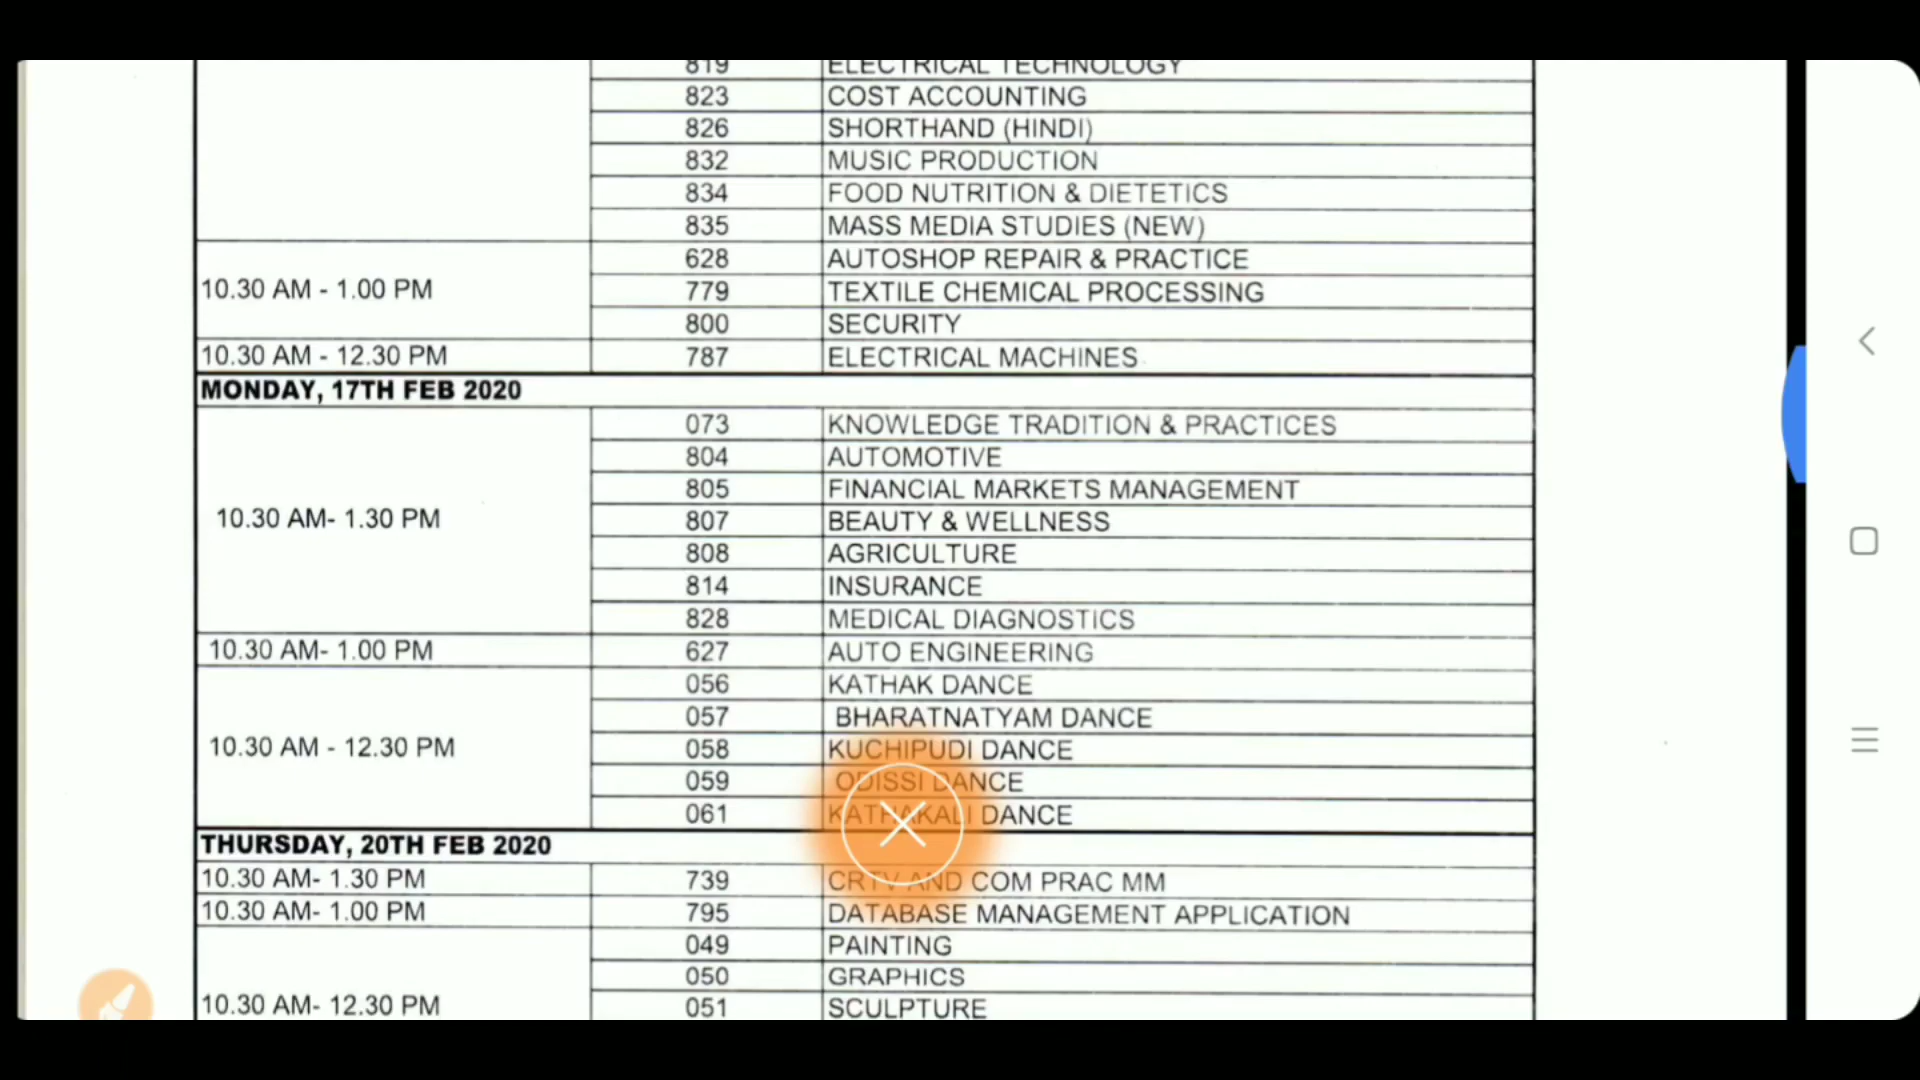 819 ELECTRICAL TECHNOLOGY
823 COST ACCOUNTING
826 SHORTHAND (HINDI)
832 MUSIC PRODUCTION
834 FOOD NUTRITION & DIETETICS
835 MASS MEDIA STUDIES (NEW)
10.30 AM - 1.00 PM 628 AUTOSHOP REPAIR & PRACTICE
779 TEXTILE CHEMICAL PROCESSING
800 SECURITY
10.30 AM - 12.30 PM 787 ELECTRICAL MACHINES
MONDAY, 17TH FEB 2020
10.30 AM- 1.30 PM 073 KNOWLEDGE TRADITION & PRACTICES
804 AUTOMOTIVE
805 FINANCIAL MARKETS MANAGEMENT
807 BEAUTY & WELLNESS
808 AGRICULTURE
814 INSURANCE
828 MEDICAL DIAGNOSTICS
10.30 AM- 1.00 PM 627 AUTO ENGINEERING
10.30 AM - 12.30 PM 056 KATHAK DANCE
057 BHARATNATYAM DANCE
058 KUCHIPUDI DANCE
059 ODISSI DANCE
061 KATHAKALI DANCE
THURSDAY, 20TH FEB 2020
10.30 AM- 1.30 PM 739 CRTV AND COM PRAC MM
10.30 AM- 1.00 PM 795 DATABASE MANAGEMENT APPLICATION
10.30 AM- 12.30 PM 049 PAINTING
050 GRAPHICS
051 SCULPTURE